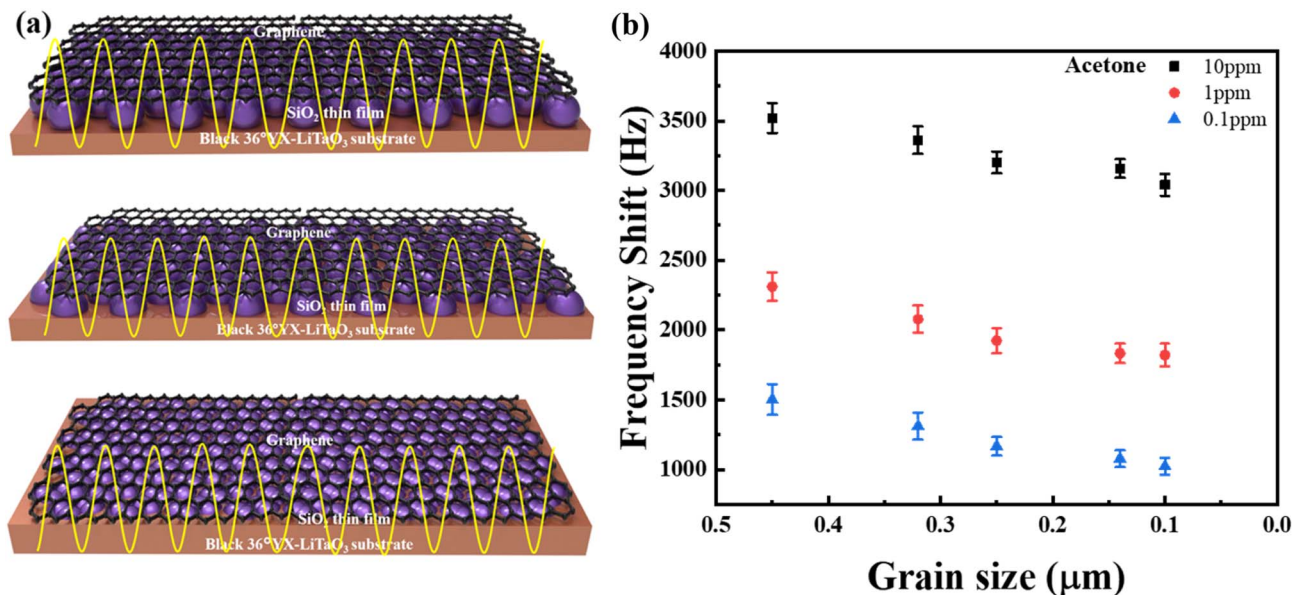 (a)
Graphene
SiO₂ thin film
Black 36°YX-LiTaO₃ substrate
Graphene
SiO₂ thin film
Black 36°YX-LiTaO₃ substrate
Graphene
SiO₂ thin film
Black 36°YX-LiTaO₃ substrate
(b)
Acetone
10ppm
1ppm
0.1ppm
Frequency Shift (Hz)
4000
3500
3000
2500
2000
1500
1000
0.5
0.4
0.3
0.2
0.1
0.0
Grain size (μm)